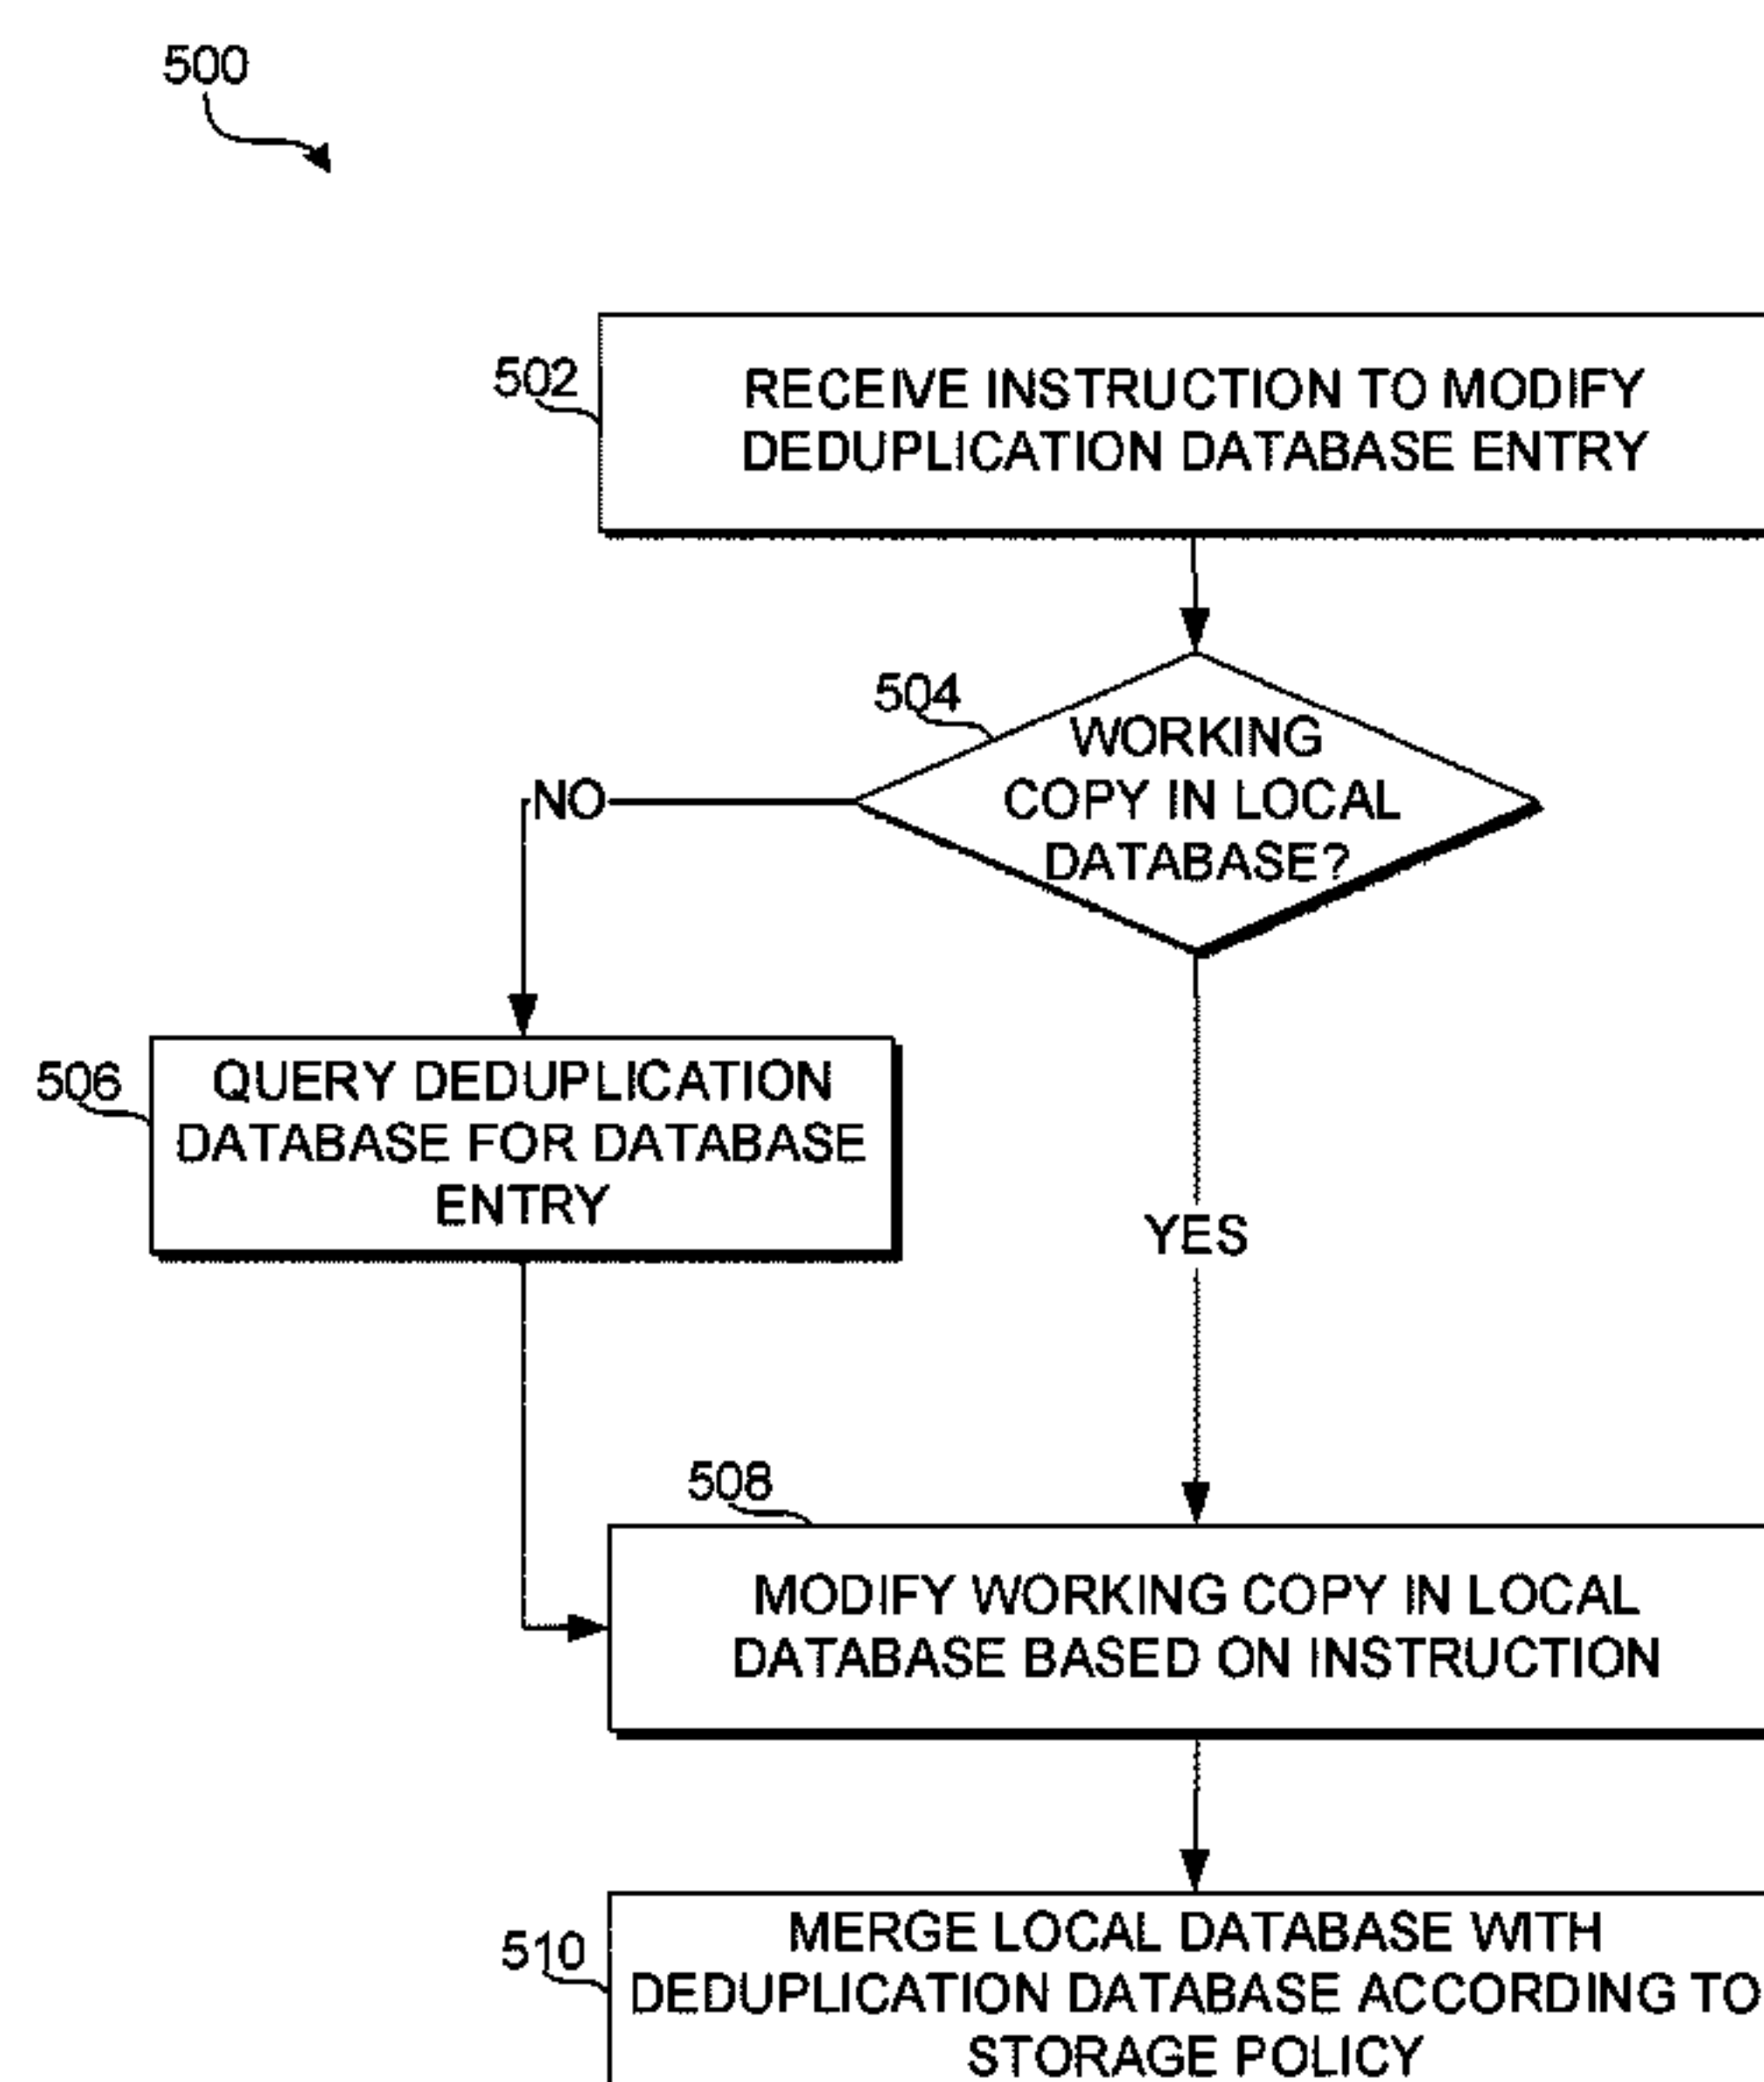 500
502
RECEIVE INSTRUCTION TO MODIFY
DEDUPLICATION DATABASE ENTRY
504
WORKING
COPY IN LOCAL
DATABASE?
NO
506
QUERY DEDUPLICATION
DATABASE FOR DATABASE
ENTRY
YES
508
MODIFY WORKING COPY IN LOCAL
DATABASE BASED ON INSTRUCTION
510
MERGE LOCAL DATABASE WITH
DEDUPLICATION DATABASE ACCORDING TO
STORAGE POLICY